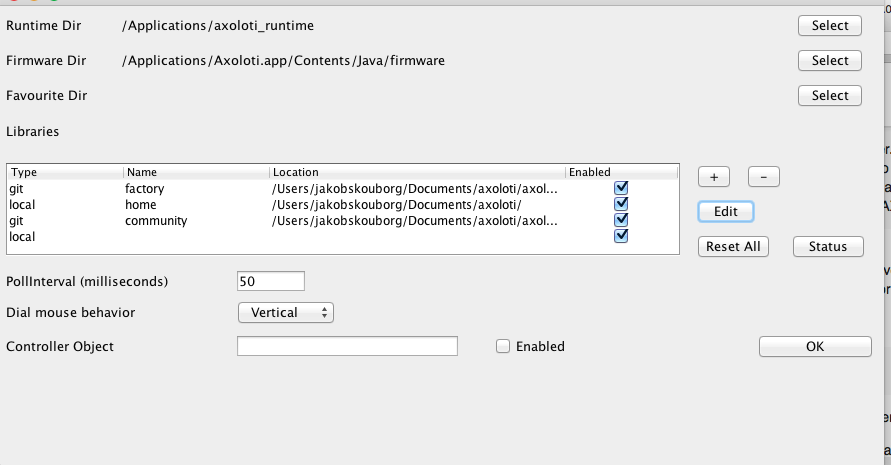 Runtime Dir /Applications/axoloti_runtime Select
Firmware Dir /Applications/Axoloti.app/Contents/Java/firmware Select
Favourite Dir Select
Libraries
Type Name Location Enabled
git factory /Users/jakobskouborg/Documents/axoloti/axol...
local home /Users/jakobskouborg/Documents/axoloti/
git community /Users/jakobskouborg/Documents/axoloti/axol...
local
+ -
Edit
Reset All Status
PollInterval (milliseconds) 50
Dial mouse behavior Vertical
Controller Object Enabled OK